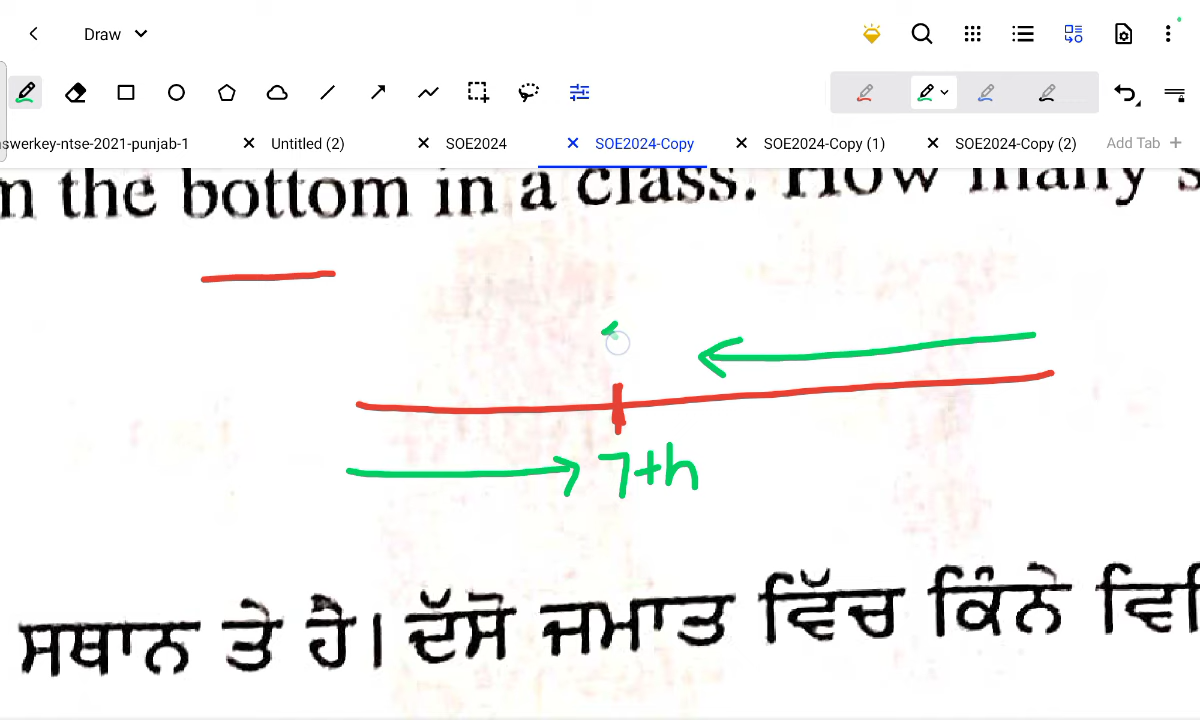 Draw
swerkey-ntse-2021-punjab-1 Untitled (2) SOE2024 SOE2024-Copy SOE2024-Copy (1) SOE2024-Copy (2) Add Tab +
the bottom in a class. How many
7th
ਸਥਾਨ ਤੇ ਹੈ। ਦੱਸੋ ਜਮਾਤ ਵਿੱਚ ਕਿੰਨੇ